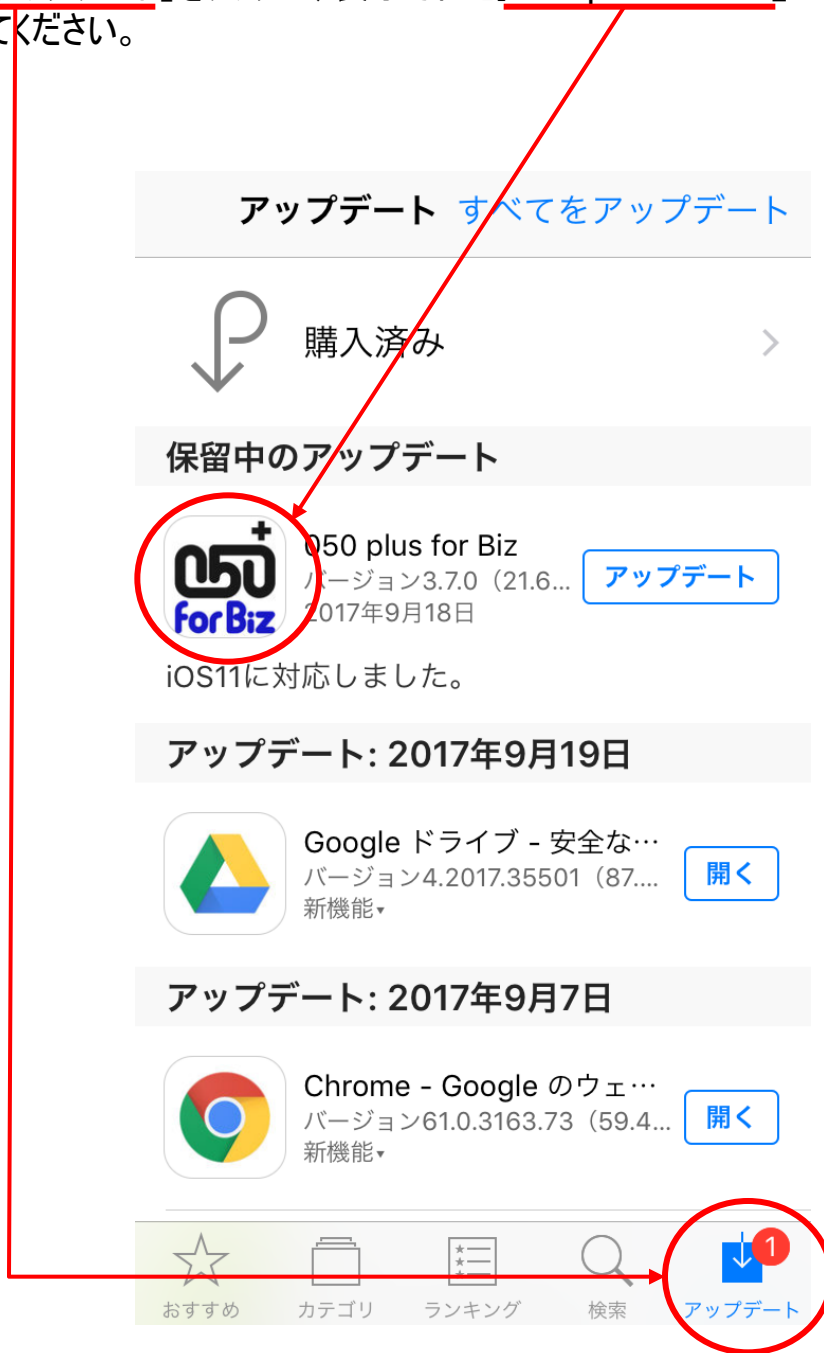 てください。
アップデート すべてをアップデート
購入済み
保留中のアップデート
050 plus for Biz
バージョン3.7.0（21.6...
アップデート
2017年9月18日
050+
for Biz
iOS11に対応しました。
アップデート: 2017年9月19日
Google ドライブ - 安全な…
バージョン4.2017.35501（87....
開く
新機能▾
アップデート: 2017年9月7日
Chrome - Google のウェ…
バージョン61.0.3163.73（59.4...
開く
新機能▾
1
おすすめ カテゴリ ランキング 検索 アップデート